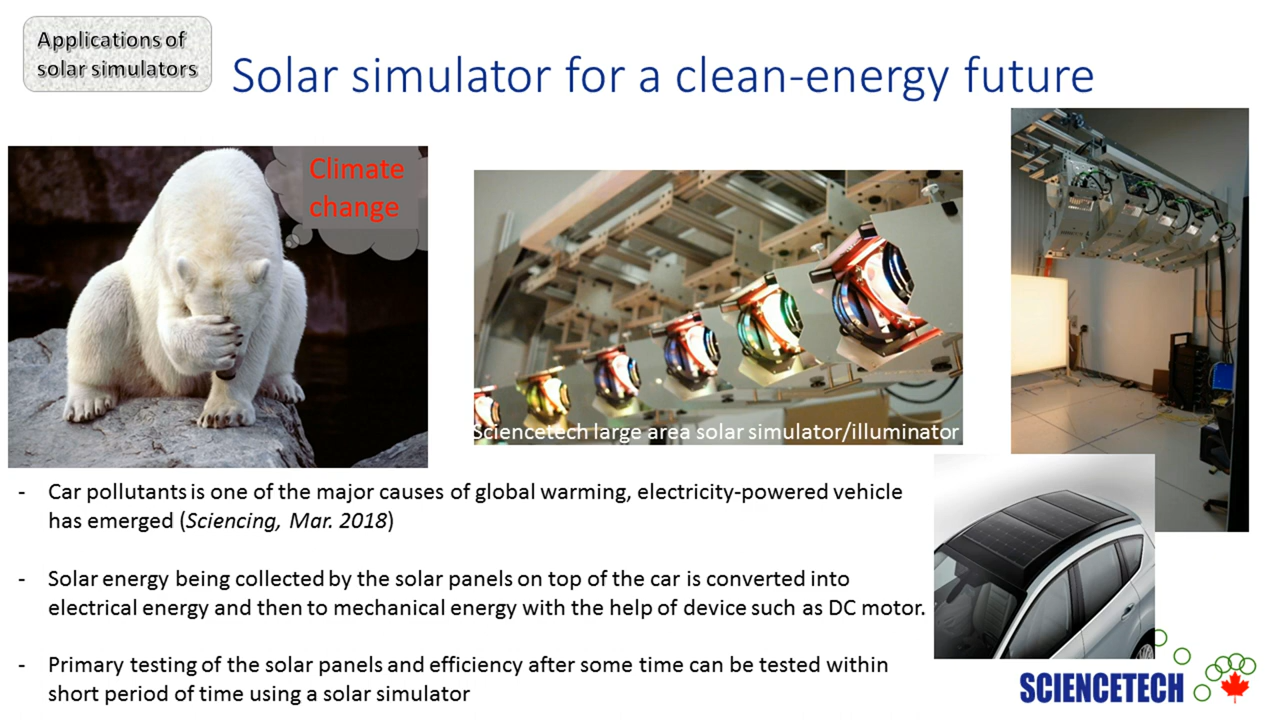 Applications of
solar simulators
Solar simulator for a clean-energy future
Climate
change
Sciencetech large area solar simulator/illuminator
- Car pollutants is one of the major causes of global warming, electricity-powered vehicle
has emerged (Sciencing, Mar. 2018)
- Solar energy being collected by the solar panels on top of the car is converted into
electrical energy and then to mechanical energy with the help of device such as DC motor.
- Primary testing of the solar panels and efficiency after some time can be tested within
short period of time using a solar simulator
SCIENCETECH